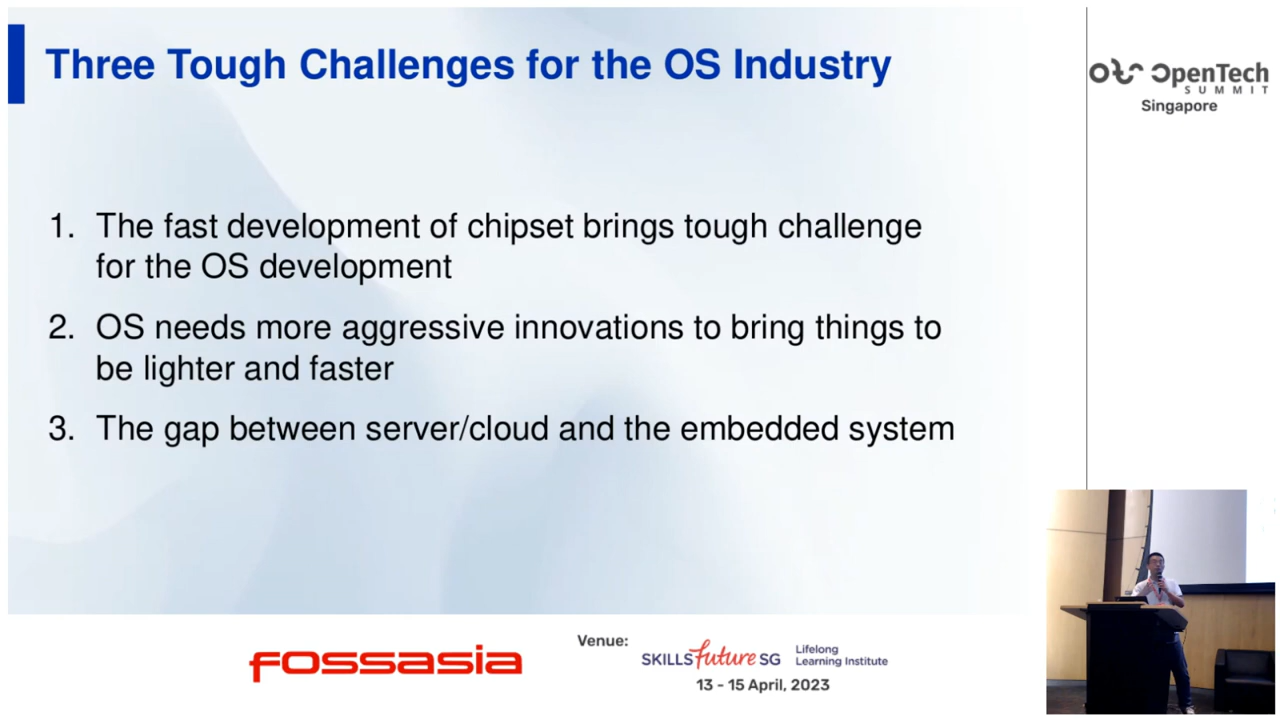 Three Tough Challenges for the OS Industry
1. The fast development of chipset brings tough challenge
for the OS development
2. OS needs more aggressive innovations to bring things to
be lighter and faster
3. The gap between server/cloud and the embedded system
OpenTech
SUMMIT
Singapore
fossasia
Venue:
SKILLSfuture SG
Lifelong
Learning Institute
13 - 15 April, 2023